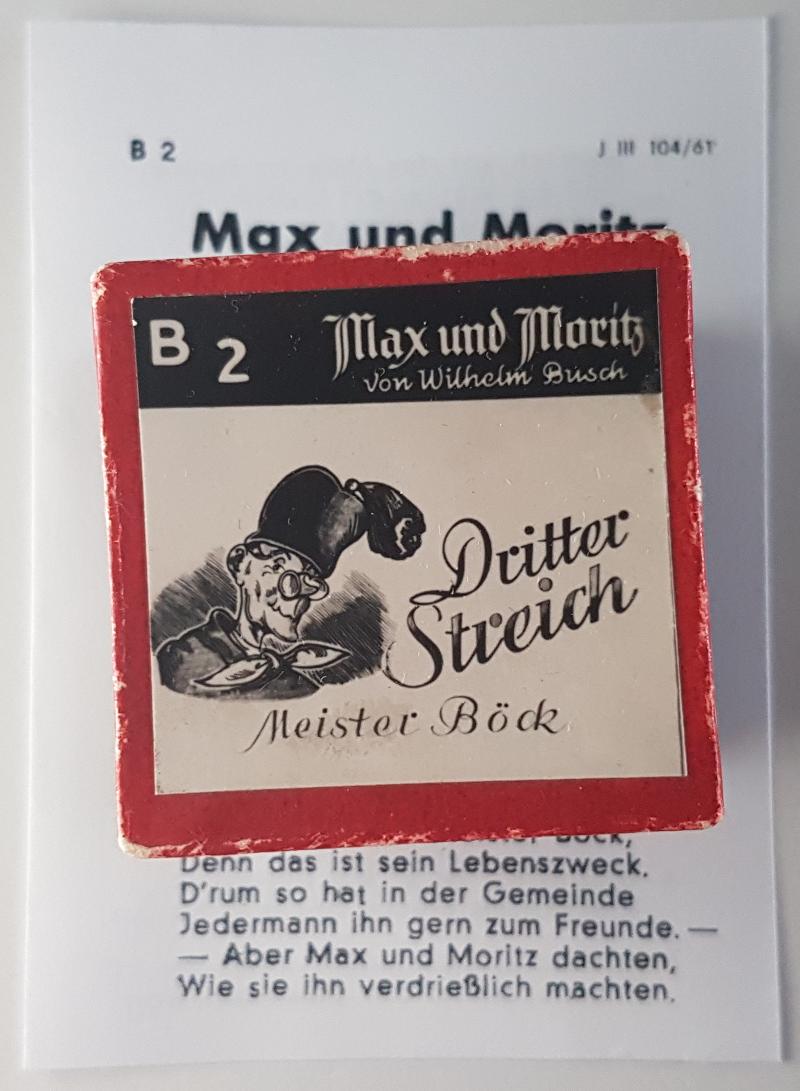 B 2
J III 104/61
Max und Moritz
B 2
Max und Moritz
von Wilhelm Busch
Dritter
Streich
Meister Böck
Böck,
Denn das ist sein Lebenszweck.
D'rum so hat in der Gemeinde
Jedermann ihn gern zum Freunde. —
— Aber Max und Moritz dachten,
Wie sie ihn verdrießlich machten.